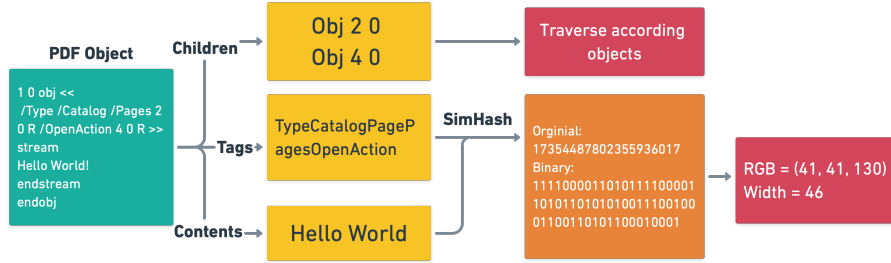 PDF Object
1 0 obj <<
/Type /Catalog /Pages 2
0 R /OpenAction 4 0 R >>
stream
Hello World!
endstream
endobj
Children
Tags
Contents
Obj 2 0
Obj 4 0
TypeCatalogPageP
agesOpenAction
Hello World
SimHash
Traverse according
objects
Orginial:
17354487802355936017
Binary:
1111000011010111100001
1010110101010011100100
01100110101100010001
RGB = (41, 41, 130)
Width = 46